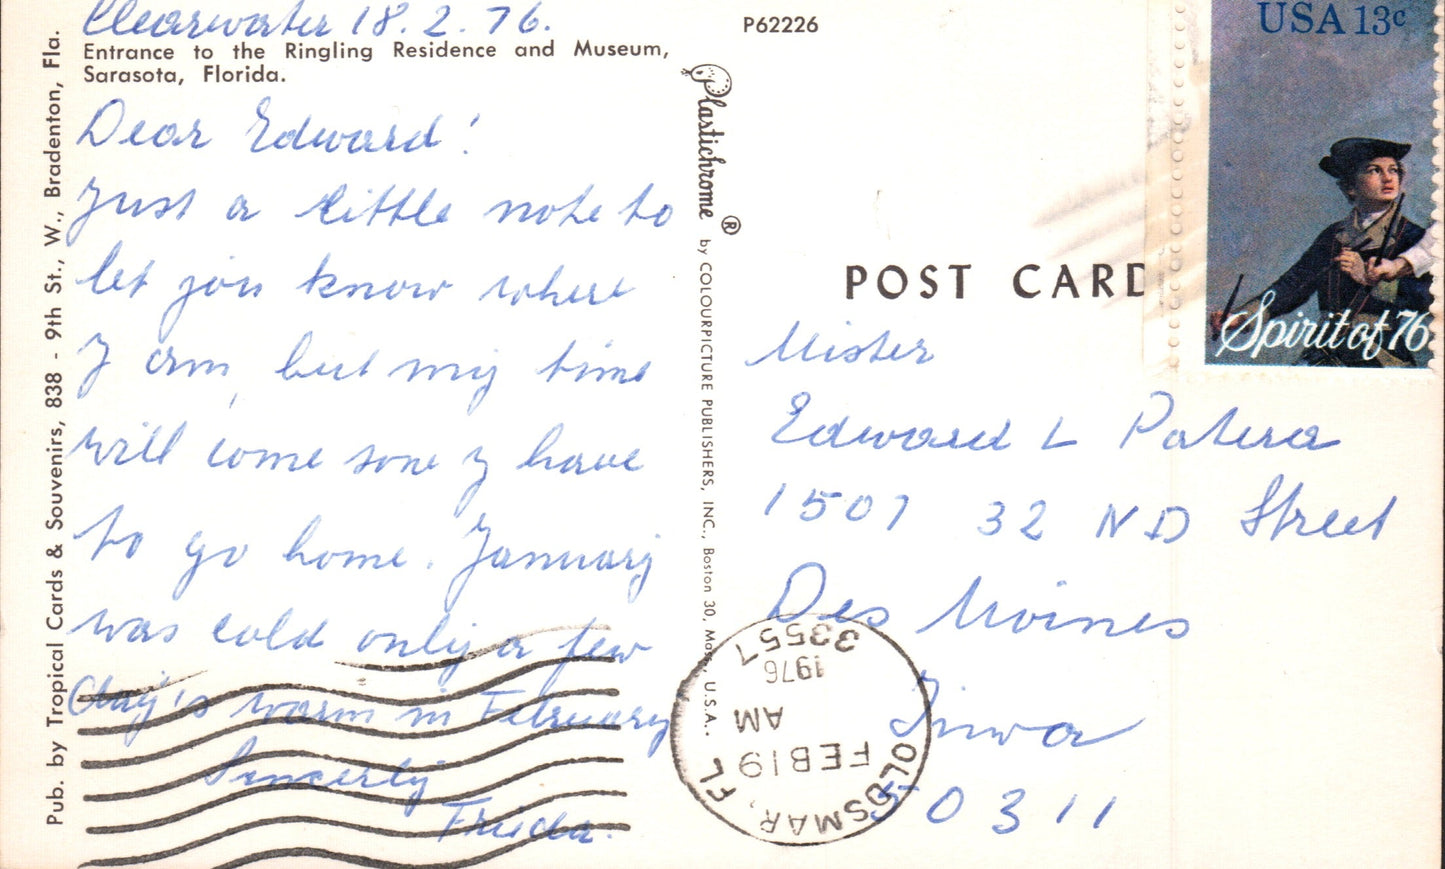 Clearwater 18.2.76.
Entrance to the Ringling Residence and Museum,
Sarasota, Florida.
Dear Edward!
Just a little note to
let you know where
I am, but my time
will come sone I have
to go home. January
was cold only a few
day's warm in February
Sincerly
Frieda.
Pub. by Tropical Cards & Souvenirs, 838 - 9th St., W., Bradenton, Fla.
P62226
Plastichrome ® by COLOURPICTURE PUBLISHERS, INC., Boston 30, Mass., U.S.A.
POST CARD
USA 13c
Spirit of 76
Mister
Edward L Patera
1507 32 ND Street
Des Moines
Iowa
50311
OLDSMAR, FL
FEB 19
AM
1976
33557